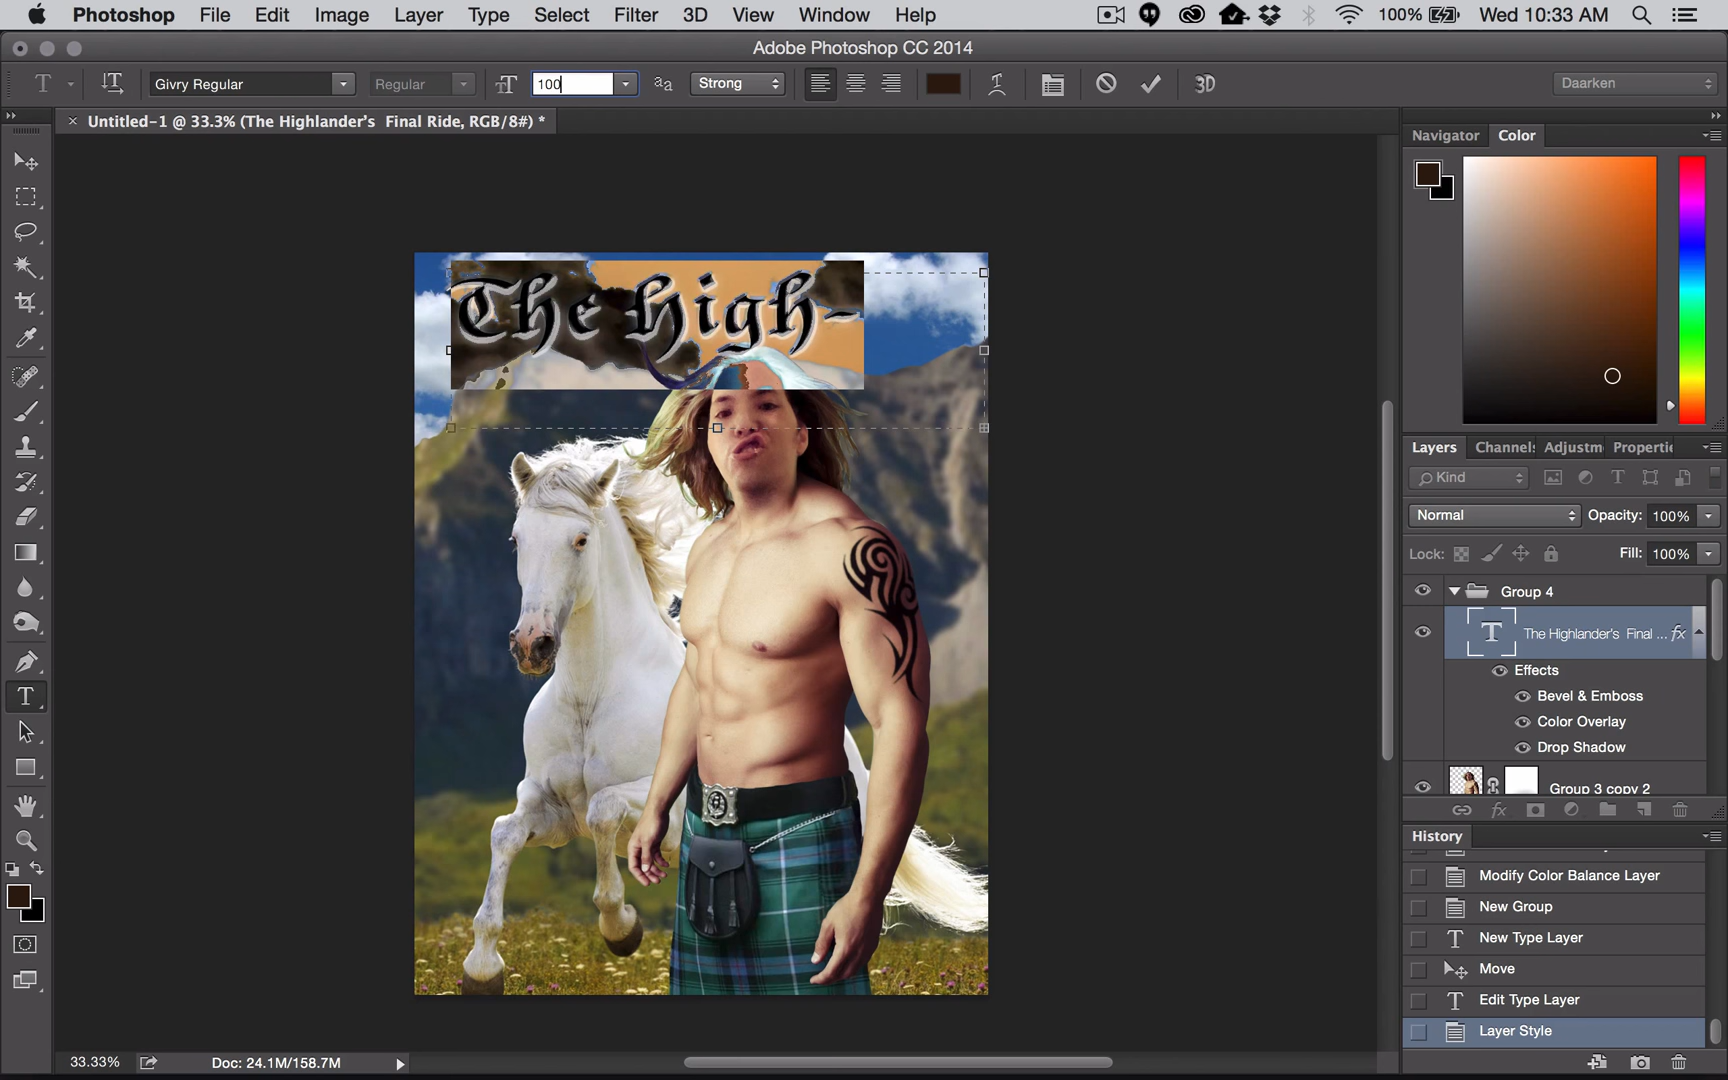 Photoshop File Edit Image Layer Type Select Filter 3D View Window Help 100% Wed 10:33 AM
Adobe Photoshop CC 2014
T Givry Regular Regular 100 Strong 3D Daarken
× Untitled-1 @ 33.3% (The Highlander's Final Ride, RGB/8#) *
Navigator Color
The High-
Layers Channels Adjustm Properti
Kind
Normal Opacity: 100%
Lock: Fill: 100%
Group 4
The Highlander's Final ... fx
Effects
Bevel & Emboss
Color Overlay
Drop Shadow
Group 3 copy 2
fx
History
Modify Color Balance Layer
New Group
New Type Layer
Move
Edit Type Layer
Layer Style
33.33% Doc: 24.1M/158.7M